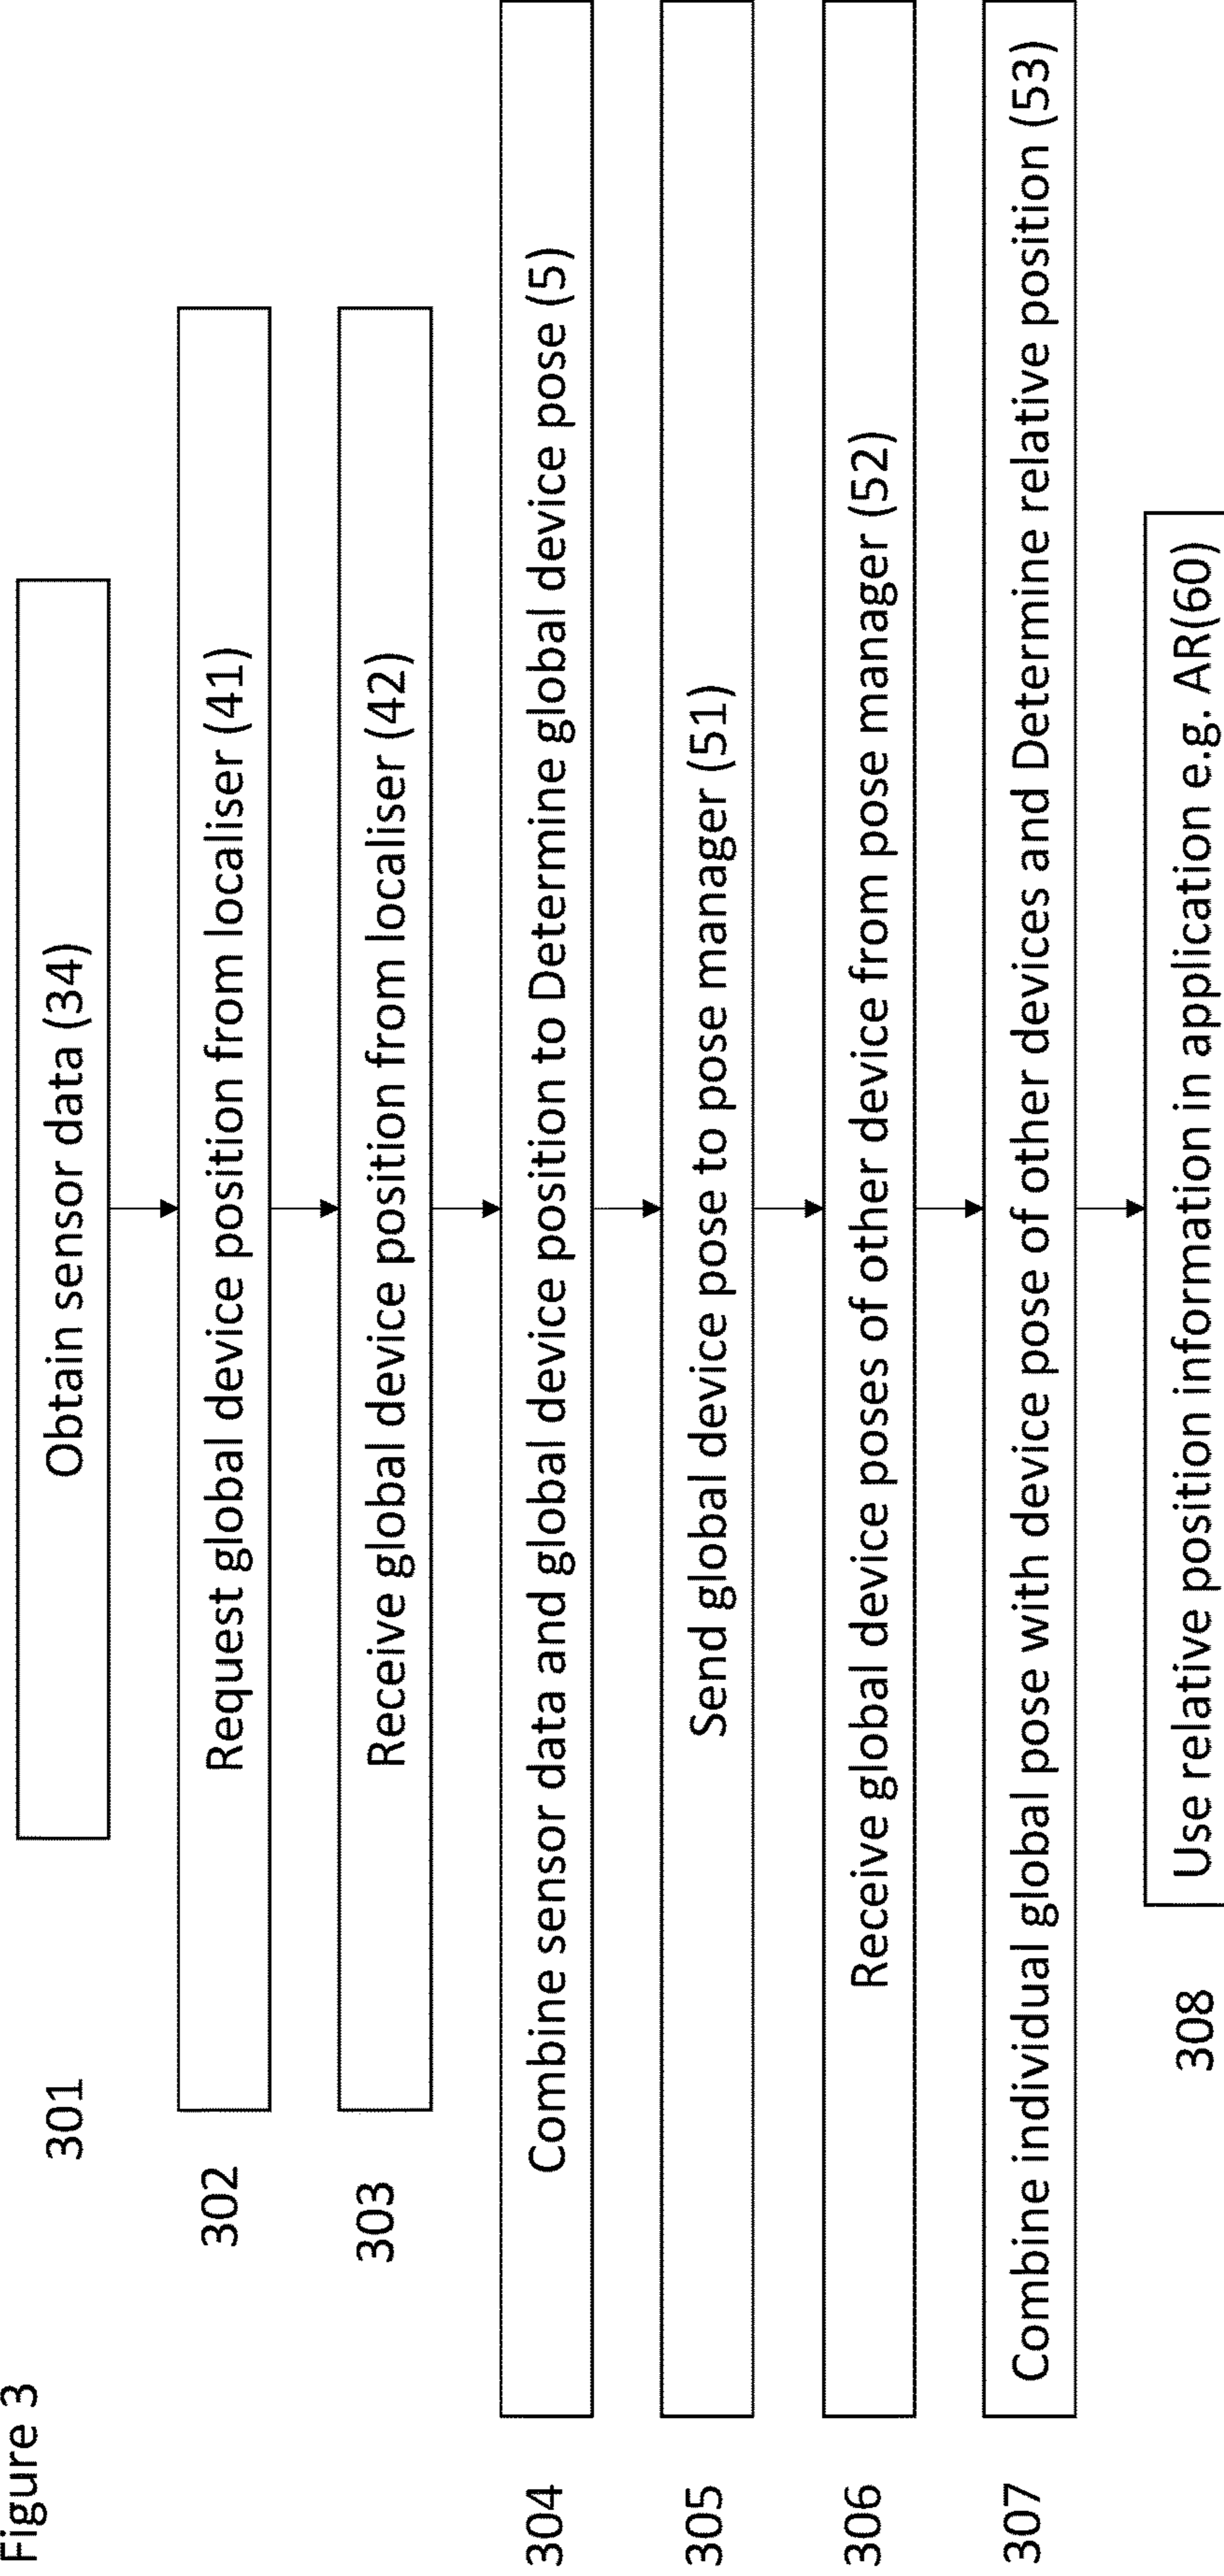 Figure 3
301
Obtain sensor data (34)
302
Request global device position from localiser (41)
303
Receive global device position from localiser (42)
304
Combine sensor data and global device position to Determine global device pose (5)
305
Send global device pose to pose manager (51)
306
Receive global device poses of other device from pose manager (52)
307
Combine individual global pose with device pose of other devices and Determine relative position (53)
308
Use relative position information in application e.g. AR(60)